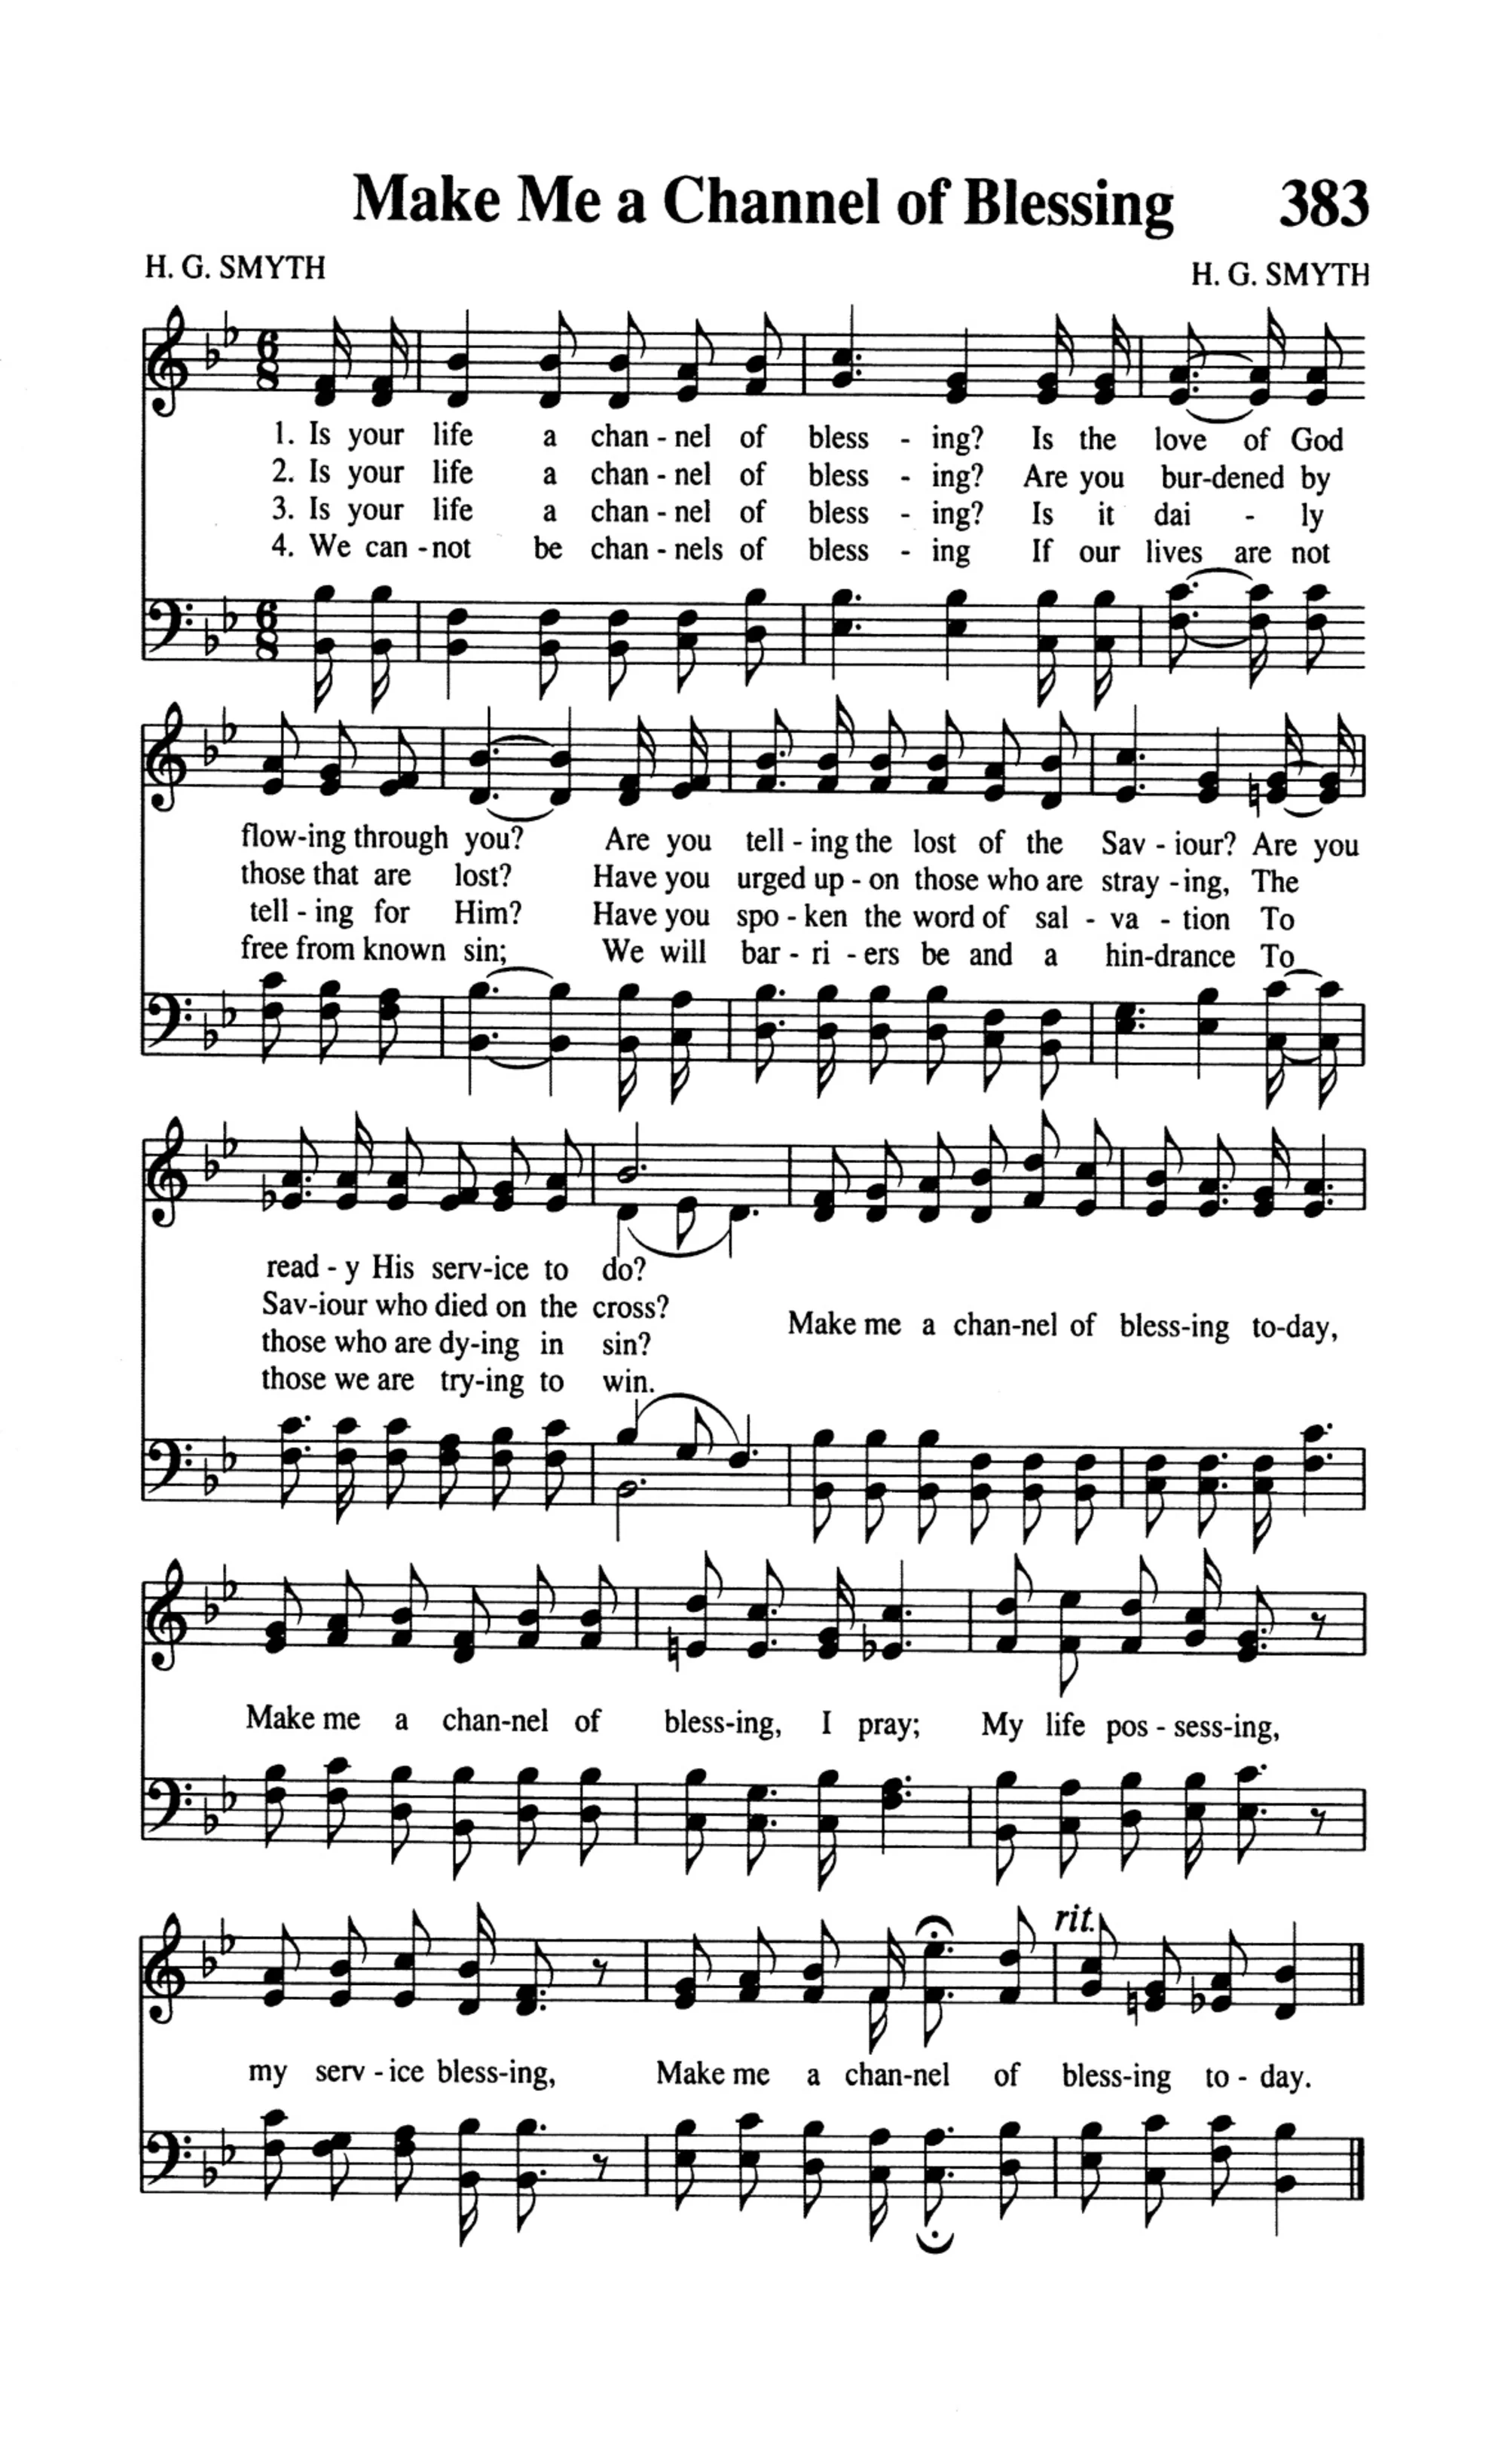 Make Me a Channel of Blessing 383
H. G. SMYTH H. G. SMYTH
1. Is your life a chan - nel of bless - ing? Is the love of God
2. Is your life a chan - nel of bless - ing? Are you bur-dened by
3. Is your life a chan - nel of bless - ing? Is it dai - ly
4. We can - not be chan - nels of bless - ing If our lives are not
flow-ing through you? Are you tell - ing the lost of the Sav - iour? Are you
those that are lost? Have you urged up - on those who are stray - ing, The
tell - ing for Him? Have you spo - ken the word of sal - va - tion To
free from known sin; We will bar - ri - ers be and a hin-drance To
read - y His serv-ice to do?
Sav-iour who died on the cross?
those who are dy-ing in sin?
those we are try-ing to win.
Make me a chan-nel of bless-ing to-day,
Make me a chan-nel of bless-ing, I pray; My life pos - sess-ing,
rit.
my serv - ice bless-ing, Make me a chan-nel of bless-ing to - day.